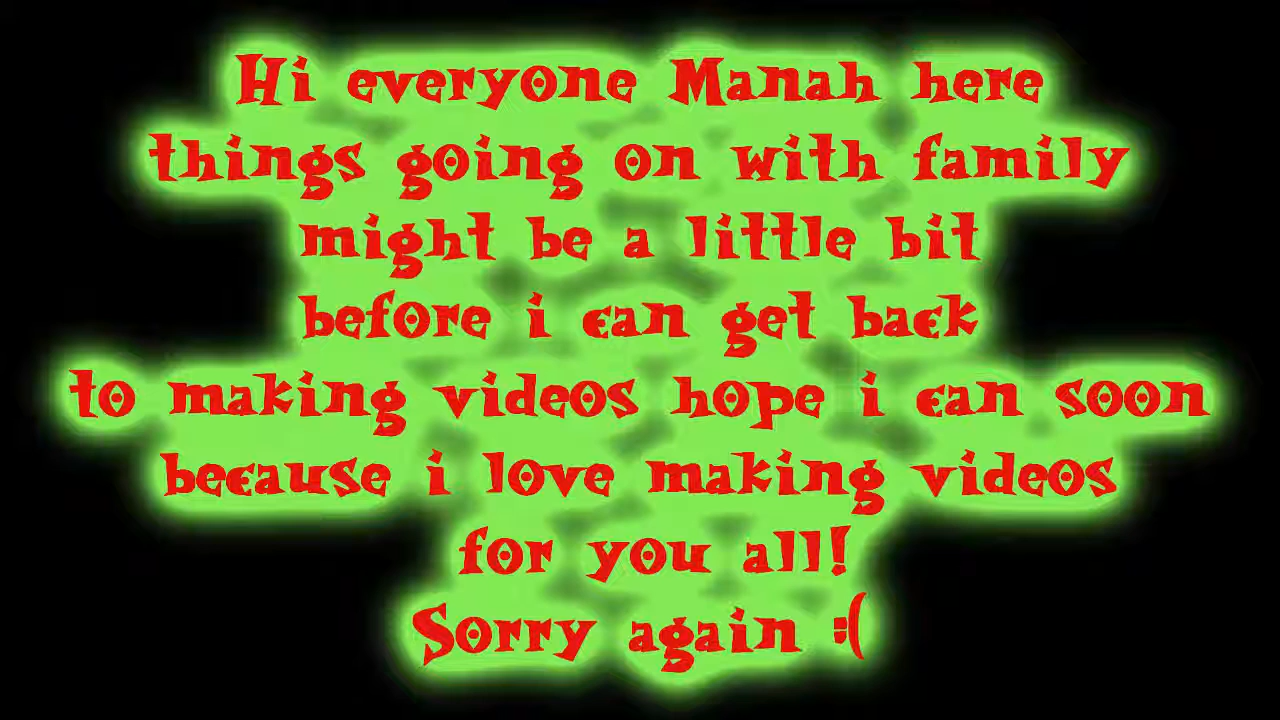 Hi everyone Manah here
things going on with family
might be a little bit
before i can get back
to making videos hope i can soon
because i love making videos
for you all!
Sorry again :(